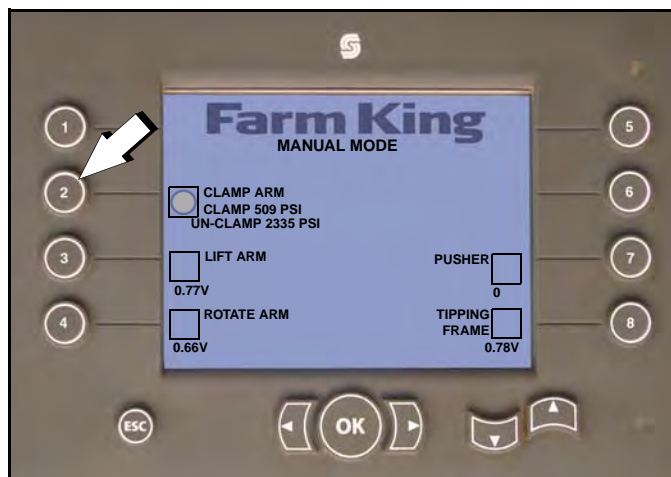 Farm King
MANUAL MODE
1
5
2
6
CLAMP ARM
CLAMP 509 PSI
UN-CLAMP 2335 PSI
3
LIFT ARM
0.77V
PUSHER
0
7
4
ROTATE ARM
0.66V
TIPPING
FRAME
0.78V
8
ESC
OK